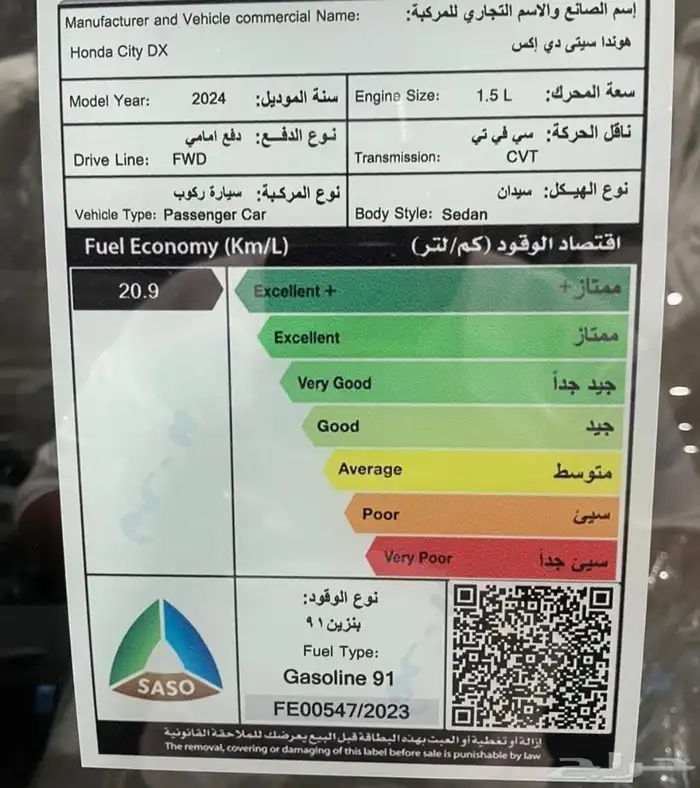 Manufacturer and Vehicle commercial Name: إسم الصانع والاسم التجاري للمركبة:
Honda City DX هوندا سيتى دي إكس
Model Year: 2024 سنة الموديل:
Engine Size: 1.5 L سعة المحرك:
نوع الدفع: دفع امامي
Drive Line: FWD
ناقل الحركة: سي في تي
Transmission: CVT
نوع المركبة: سيارة ركوب
Vehicle Type: Passenger Car
نوع الهيكل: سيدان
Body Style: Sedan
Fuel Economy (Km/L) اقتصاد الوقود (كم/لتر)
20.9
Excellent + ممتاز+
Excellent ممتاز
Very Good جيد جداً
Good جيد
Average متوسط
Poor سيئ
Very Poor سيئ جداً
SASO
نوع الوقود:
بنزين ٩١
Fuel Type:
Gasoline 91
FE00547/2023
إزالة أو تغطية أو العبث بهذه البطاقة قبل البيع يعرضك للملاحقة القانونية
The removal, covering or damaging of this label before sale is punishable by law
حراج